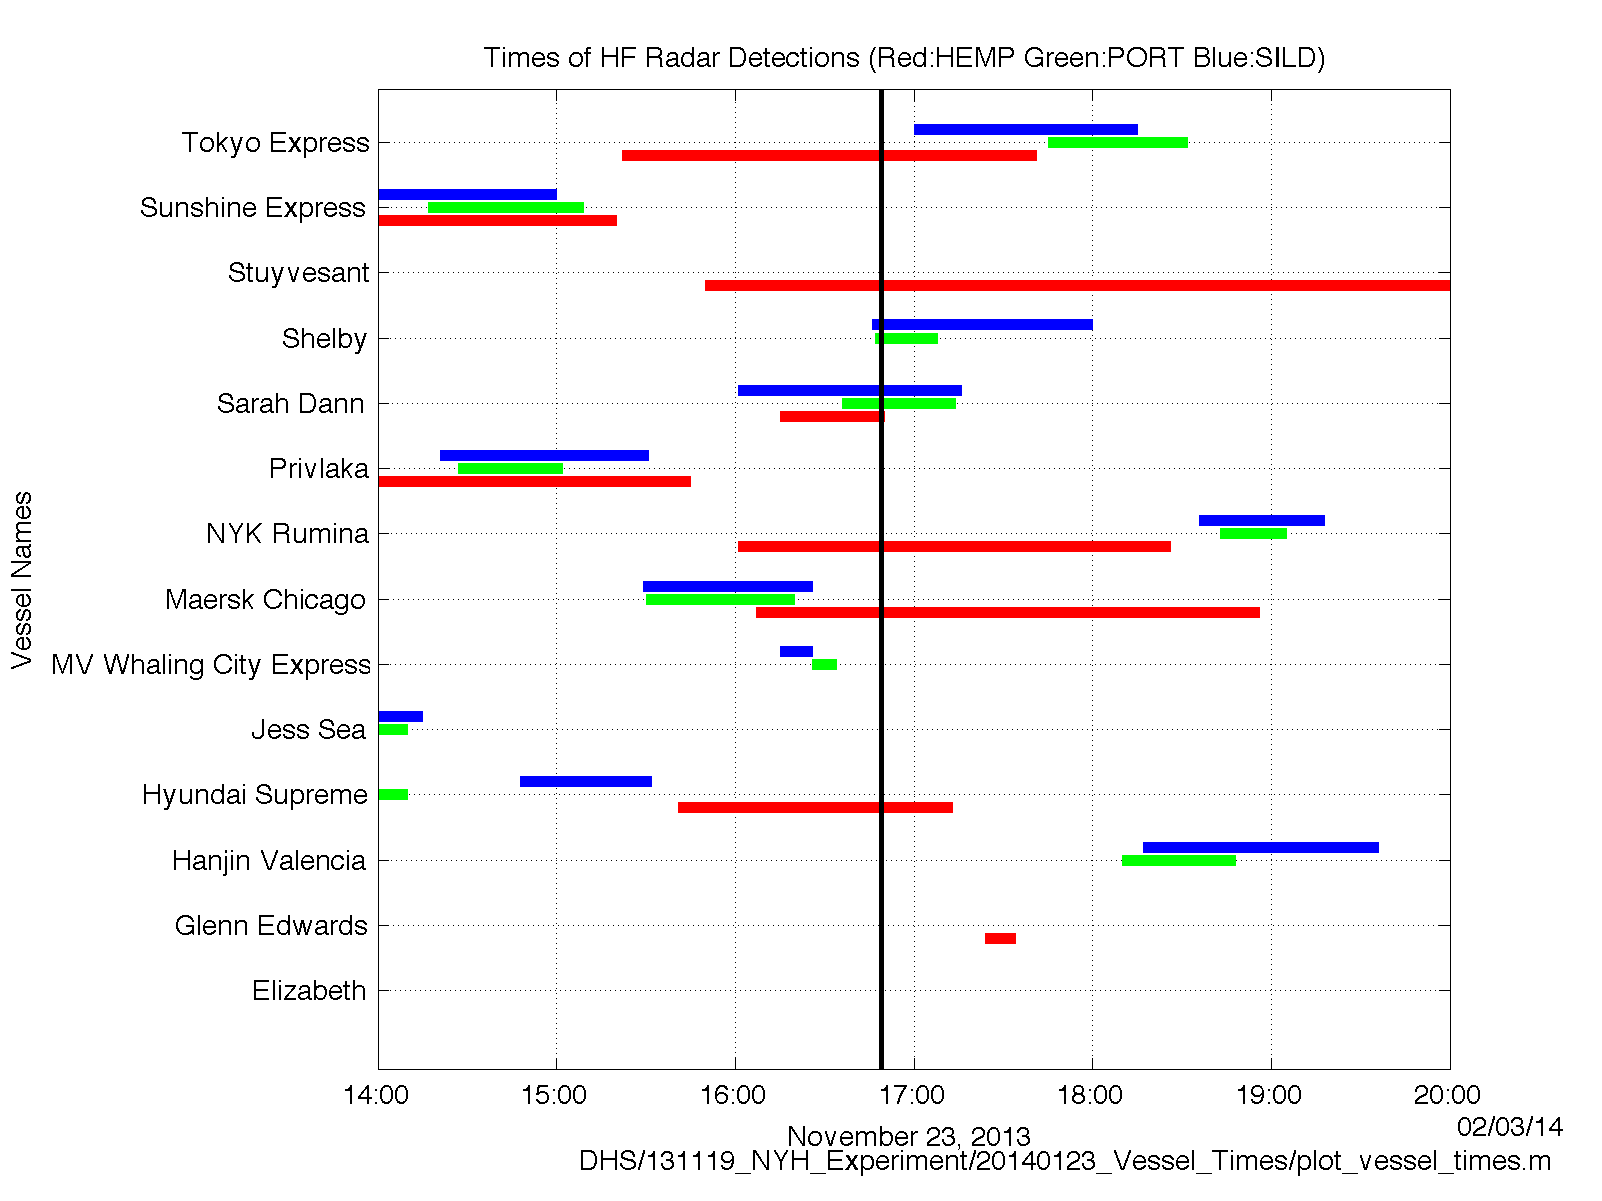 Times of HF Radar Detections (Red:HEMP Green:PORT Blue:SILD)
Tokyo Express
Sunshine Express
Stuyvesant
Shelby
Sarah Dann
Privlaka
NYK Rumina
Maersk Chicago
MV Whaling City Express
Jess Sea
Hyundai Supreme
Hanjin Valencia
Glenn Edwards
Elizabeth
Vessel Names
14:00 15:00 16:00 17:00 18:00 19:00 20:00
02/03/14
November 23, 2013
DHS/131119_NYH_Experiment/20140123_Vessel_Times/plot_vessel_times.m